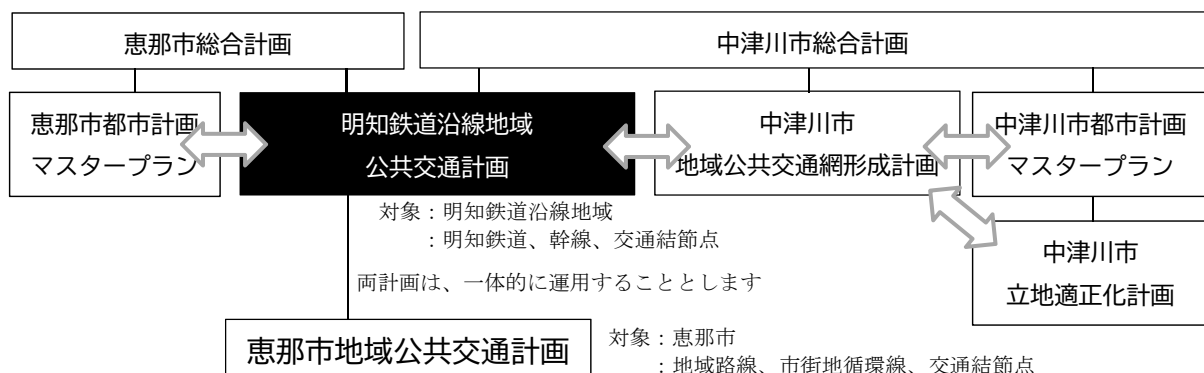 恵那市総合計画
中津川市総合計画
恵那市都市計画
マスタープラン
明知鉄道沿線地域
公共交通計画
中津川市
地域公共交通網形成計画
中津川市都市計画
マスタープラン
対象：明知鉄道沿線地域
：明知鉄道、幹線、交通結節点
両計画は、一体的に運用することとします
中津川市
立地適正化計画
恵那市地域公共交通計画
対象：恵那市
：地域路線、市街地循環線、交通結節点